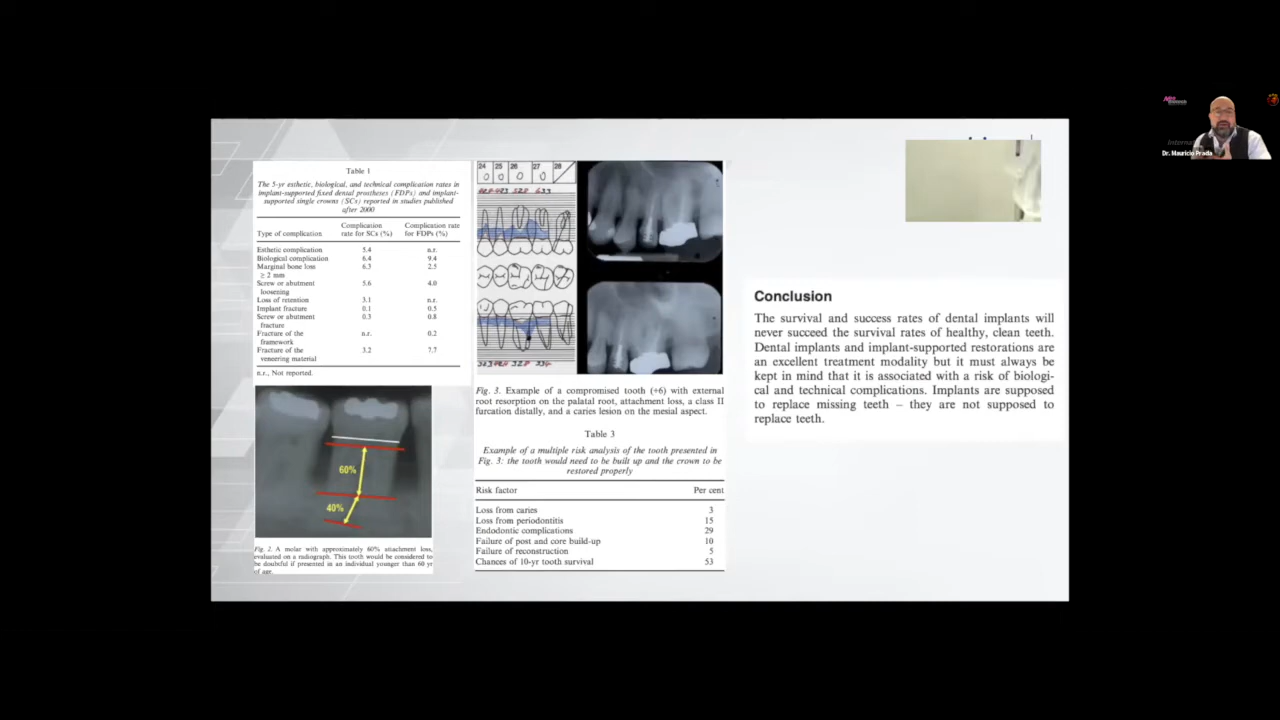 Table 1
The 5-yr esthetic, biological, and technical complication rates in
implant-supported fixed dental prostheses (FDPs) and implant-
supported single crowns (SCs) reported in studies published
after 2000
Type of complication
Complication
rate for SCs (%)
Complication rate
for FDPs (%)
Esthetic complication 5.4 n.r.
Biological complication 6.4 9.4
Marginal bone loss 6.3 2.5
≥ 2 mm
Screw or abutment 5.6 4.0
loosening
Loss of retention 3.1 n.r.
Implant fracture 0.1 0.5
Screw or abutment 0.3 0.8
fracture
Fracture of the n.r. 0.2
framework
Fracture of the 3.2 7.7
veneering material
n.r., Not reported.
60%
40%
Fig. 2. A molar with approximately 60% attachment loss,
evaluated on a radiograph. This tooth would be considered to
be doubtful if presented in an individual younger than 60 yr
of age.
24 25 26 27 28
0 0 0 0
Fig. 3. Example of a compromised tooth (+6) with external
root resorption on the palatal root, attachment loss, a class II
furcation distally, and a caries lesion on the mesial aspect.
Table 3
Example of a multiple risk analysis of the tooth presented in
Fig. 3: the tooth would need to be built up and the crown to be
restored properly
Risk factor Per cent
Loss from caries 3
Loss from periodontitis 15
Endodontic complications 29
Failure of post and core build-up 10
Failure of reconstruction 5
Chances of 10-yr tooth survival 53
Conclusion
The survival and success rates of dental implants will
never succeed the survival rates of healthy, clean teeth.
Dental implants and implant-supported restorations are
an excellent treatment modality but it must always be
kept in mind that it is associated with a risk of biologi-
cal and technical complications. Implants are supposed
to replace missing teeth – they are not supposed to
replace teeth.
Dr. Mauricio Prada